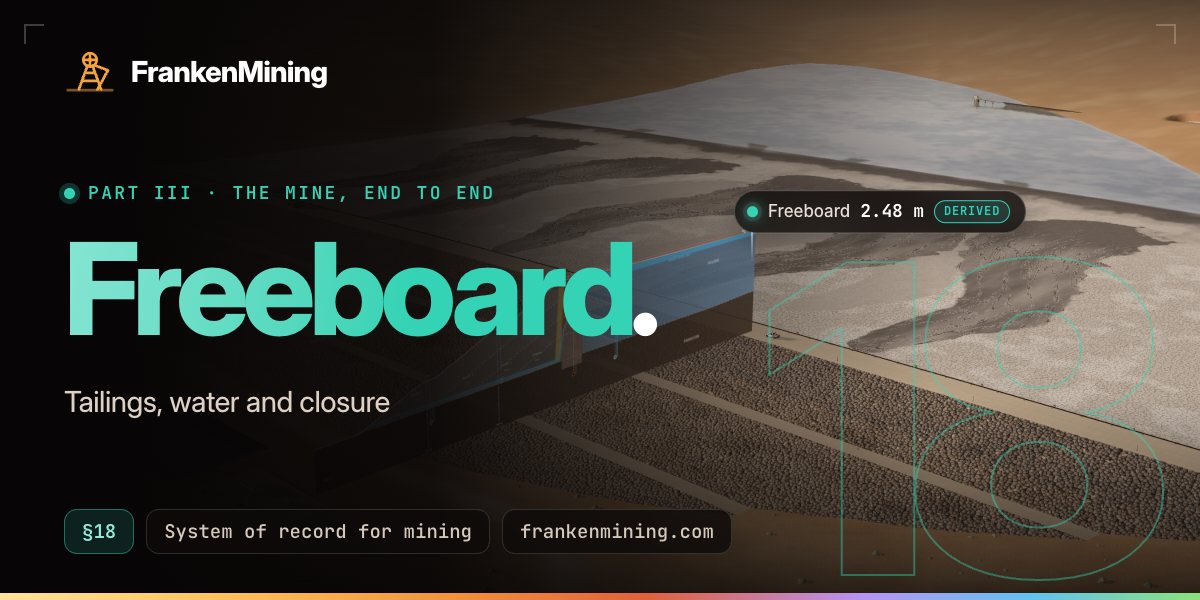 FrankenMining
PART III · THE MINE, END TO END
Freeboard 2.48 m DERIVED
Freeboard.
Tailings, water and closure
18
§18
System of record for mining
frankenmining.com